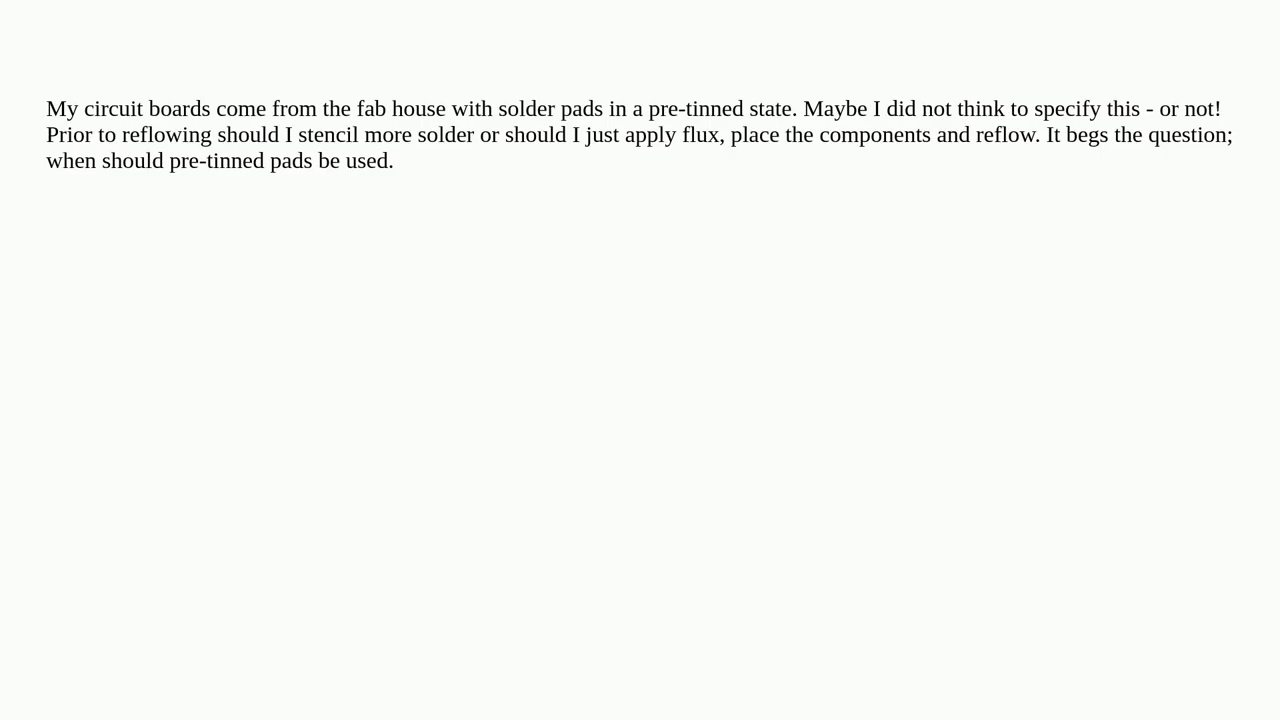 My circuit boards come from the fab house with solder pads in a pre-tinned state. Maybe I did not think to specify this - or not!
Prior to reflowing should I stencil more solder or should I just apply flux, place the components and reflow. It begs the question;
when should pre-tinned pads be used.